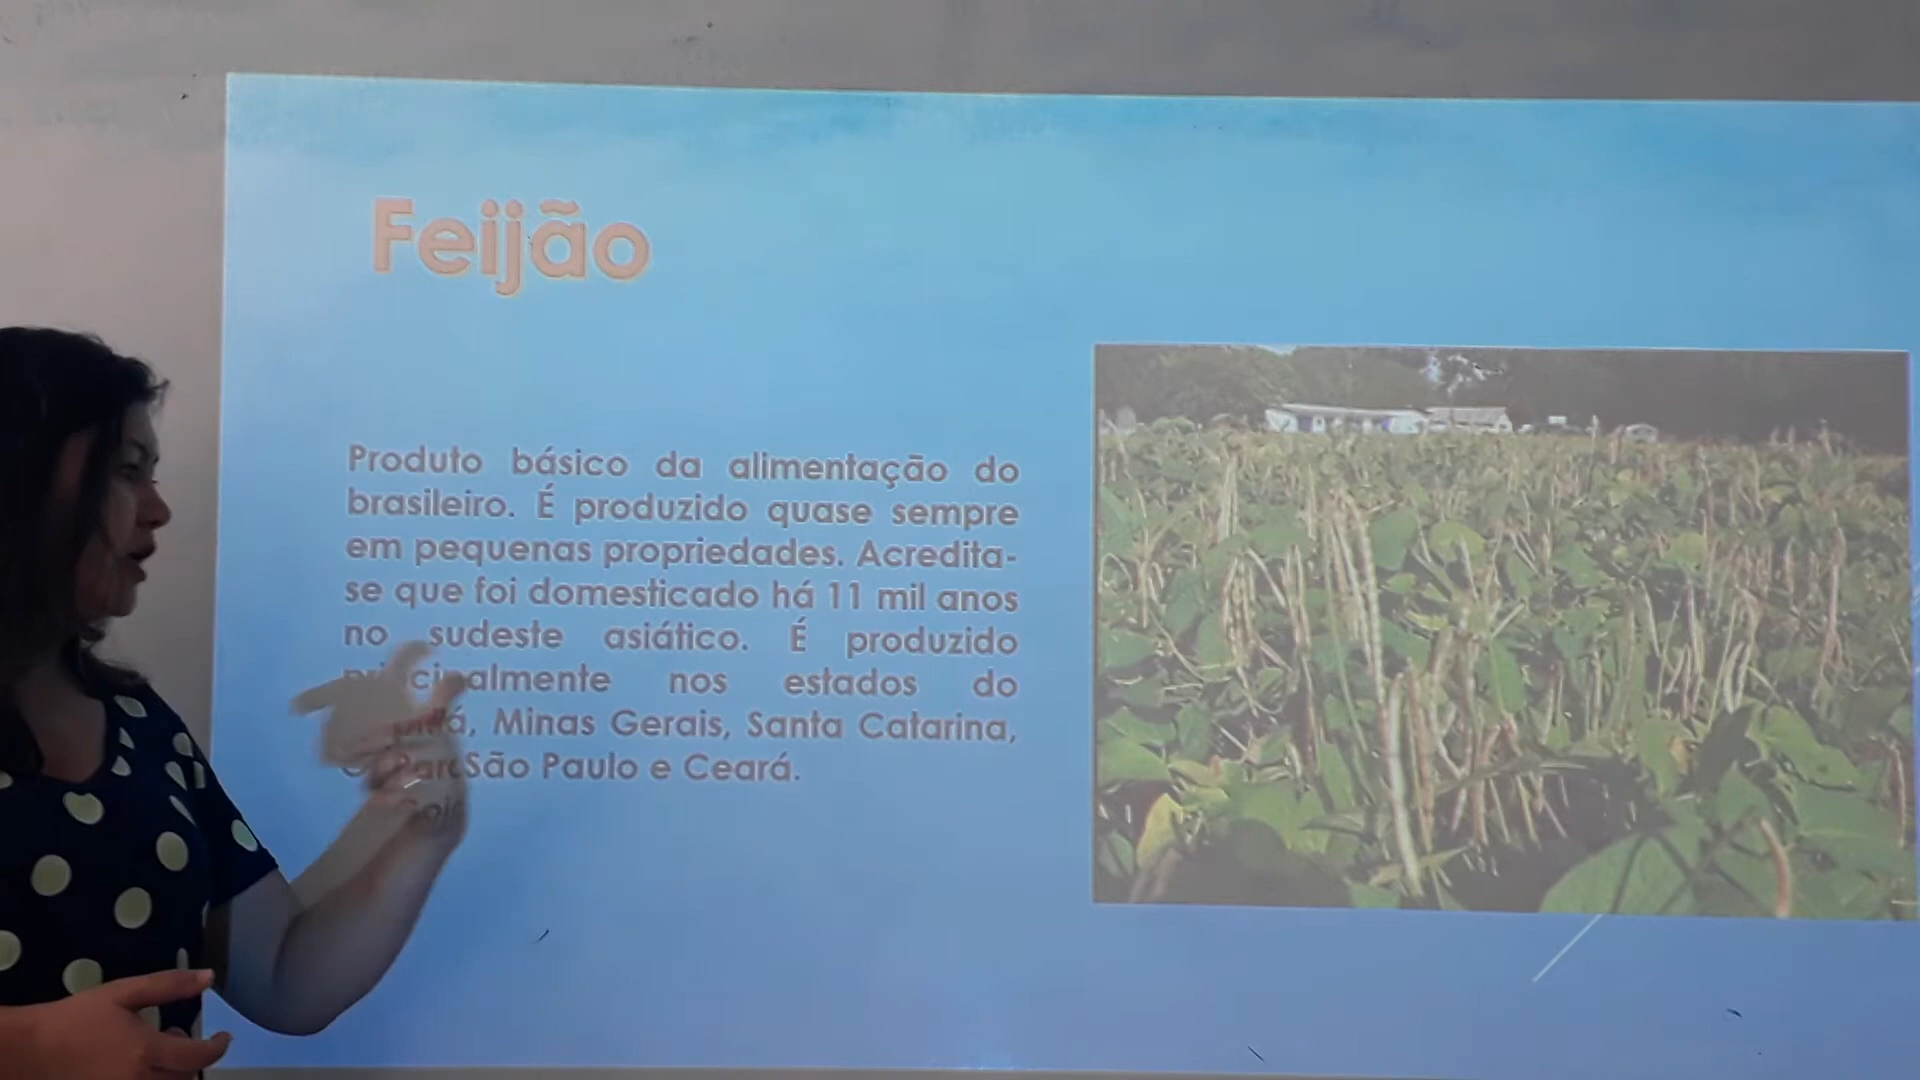 Feijão
Produto básico da alimentação do
brasileiro. É produzido quase sempre
em pequenas propriedades. Acredita-
se que foi domesticado há 11 mil anos
no sudeste asiático. É produzido
principalmente nos estados do
Minas Gerais, Santa Catarina,
São Paulo e Ceará.